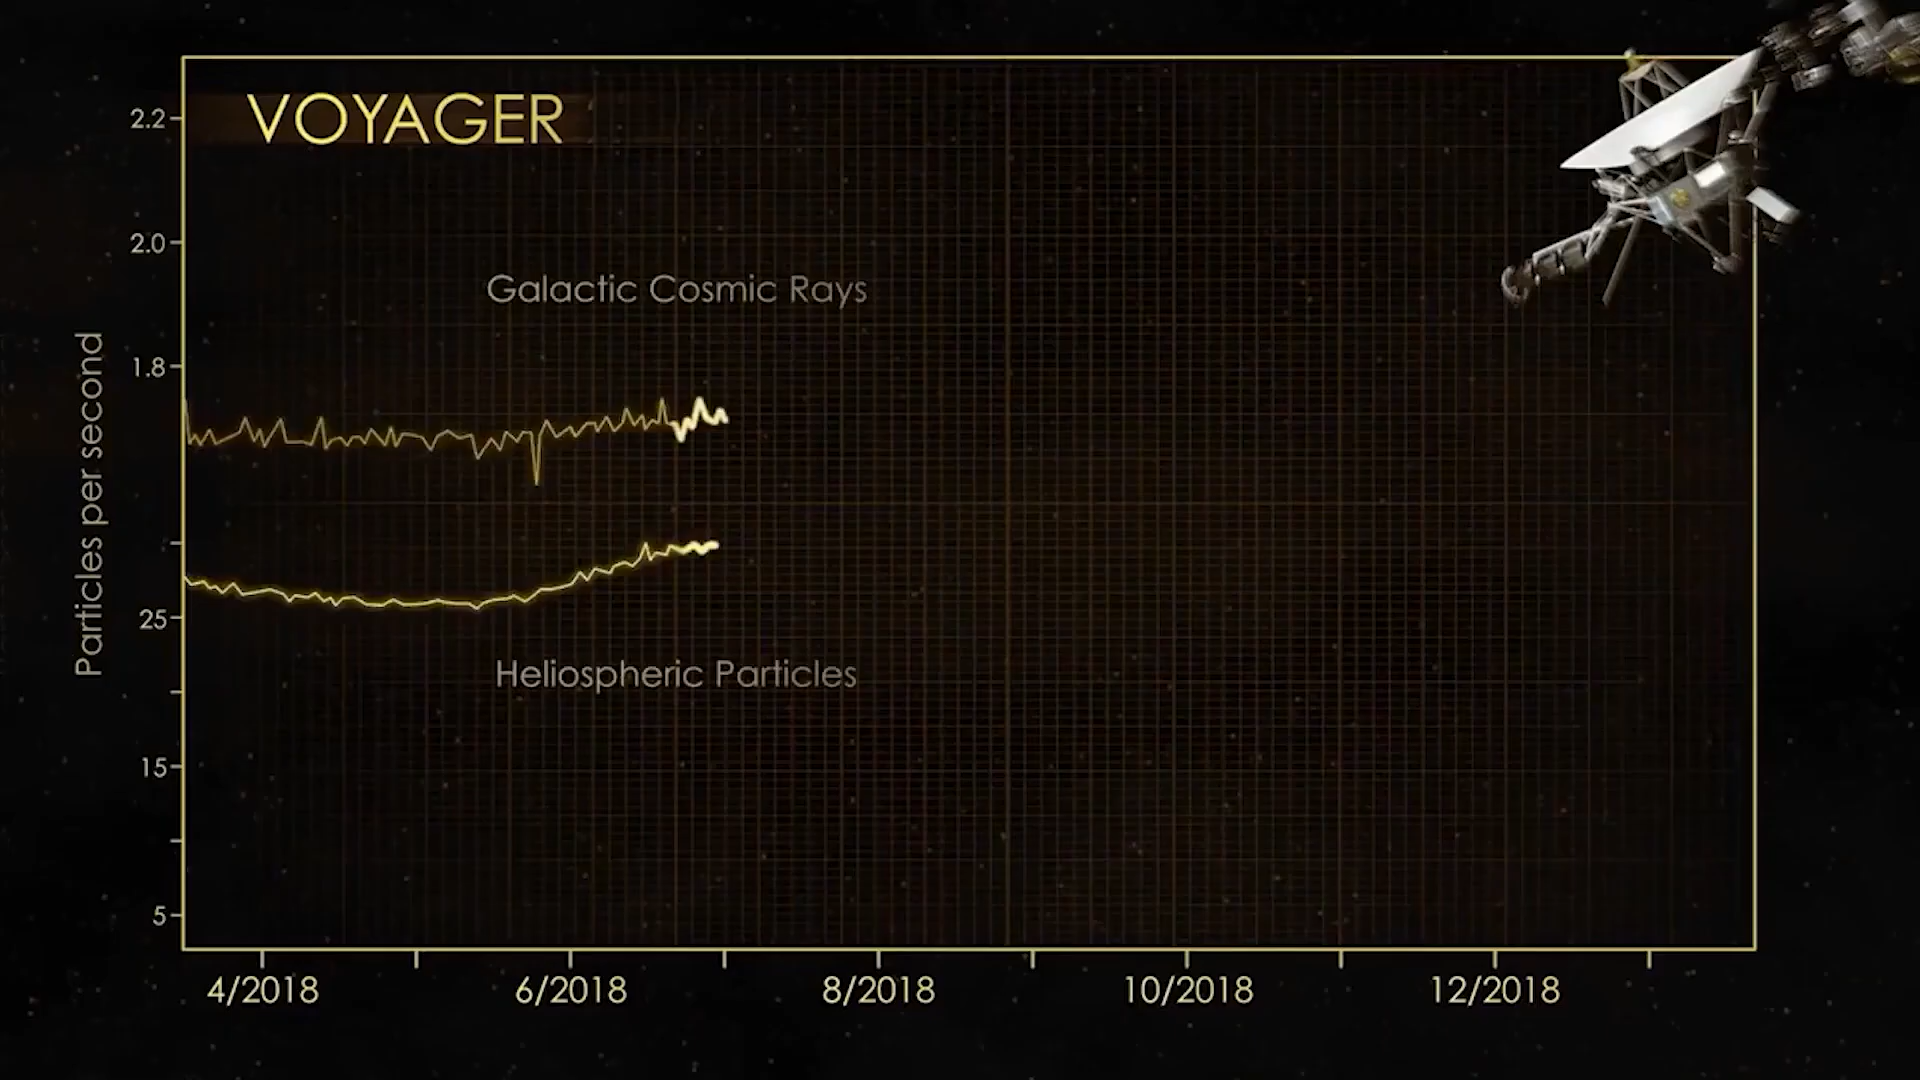 VOYAGER
2.2
2.0
1.8
25
15
5
Particles per second
Galactic Cosmic Rays
Heliospheric Particles
4/2018
6/2018
8/2018
10/2018
12/2018